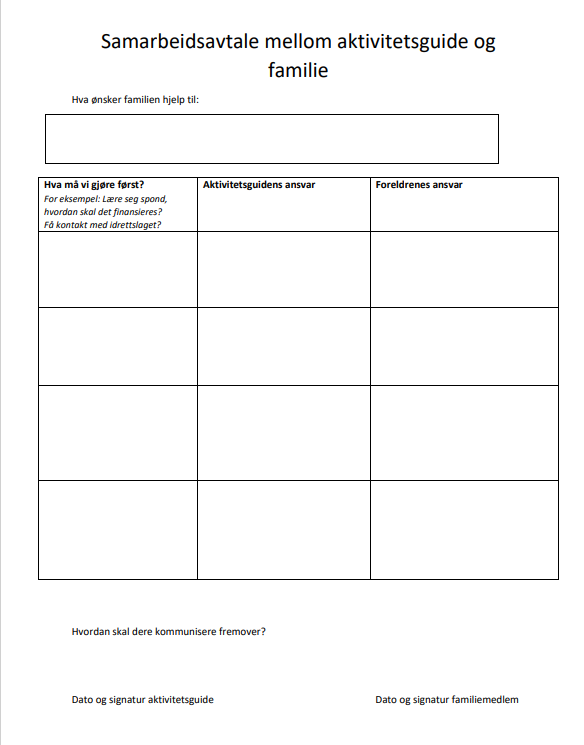 Samarbeidsavtale mellom aktivitetsguide og
familie
Hva ønsker familien hjelp til:
Hva må vi gjøre først?
For eksempel: Lære seg spond,
hvordan skal det finansieres?
Få kontakt med idrettslaget?
Aktivitetsguidens ansvar
Foreldrenes ansvar
Hvordan skal dere kommunisere fremover?
Dato og signatur aktivitetsguide
Dato og signatur familiemedlem